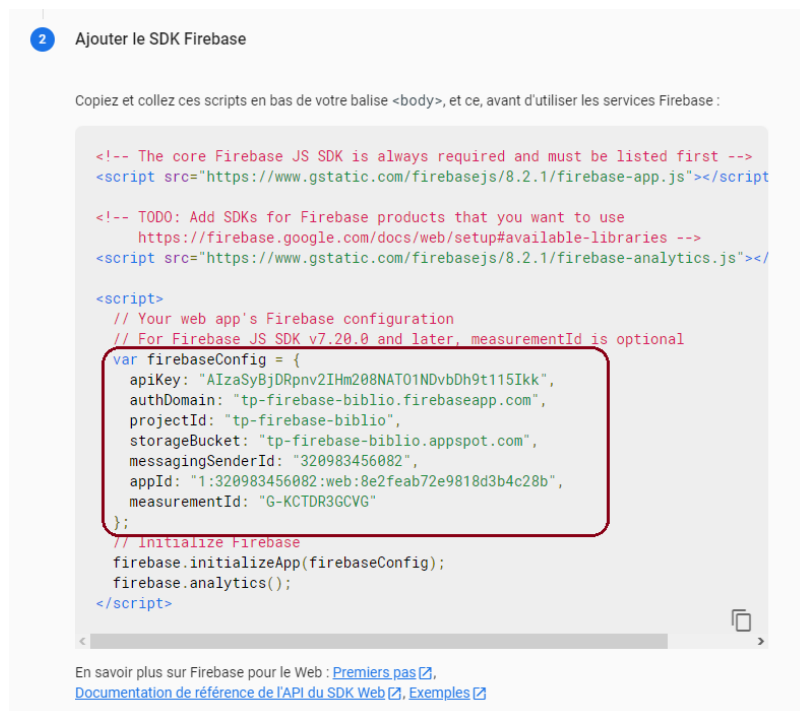 2 Ajouter le SDK Firebase
Copiez et collez ces scripts en bas de votre balise <body>, et ce, avant d'utiliser les services Firebase :
<!-- The core Firebase JS SDK is always required and must be listed first -->
<script src="https://www.gstatic.com/firebasejs/8.2.1/firebase-app.js"></script
<!-- TODO: Add SDKs for Firebase products that you want to use
https://firebase.google.com/docs/web/setup#available-libraries -->
<script src="https://www.gstatic.com/firebasejs/8.2.1/firebase-analytics.js"></
<script>
// Your web app's Firebase configuration
// For Firebase JS SDK v7.20.0 and later, measurementId is optional
var firebaseConfig = {
apiKey: "AIzaSyBjDRpnv2IHm208NATO1NDvbDh9t115Ikk",
authDomain: "tp-firebase-biblio.firebaseapp.com",
projectId: "tp-firebase-biblio",
storageBucket: "tp-firebase-biblio.appspot.com",
messagingSenderId: "320983456082",
appId: "1:320983456082:web:8e2feab72e9818d3b4c28b",
measurementId: "G-KCTDR3GCVG"
};
// Initialize Firebase
firebase.initializeApp(firebaseConfig);
firebase.analytics();
</script>
En savoir plus sur Firebase pour le Web : Premiers pas,
Documentation de référence de l'API du SDK Web, Exemples